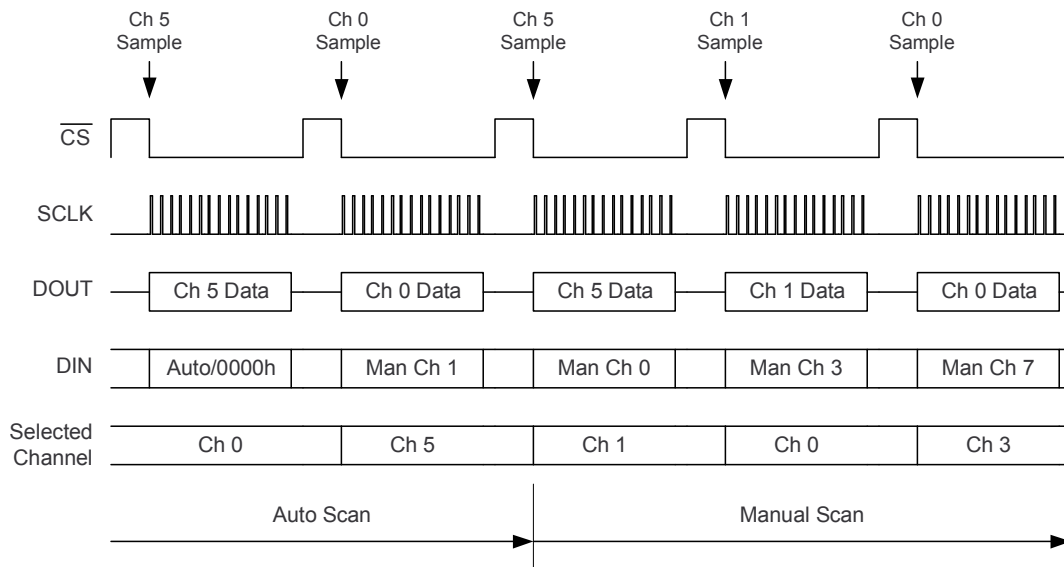 Ch 5 Sample
Ch 0 Sample
Ch 5 Sample
Ch 1 Sample
Ch 0 Sample
CS
SCLK
DOUT
Ch 5 Data
Ch 0 Data
Ch 5 Data
Ch 1 Data
Ch 0 Data
DIN
Auto/0000h
Man Ch 1
Man Ch 0
Man Ch 3
Man Ch 7
Selected
Channel
Ch 0
Ch 5
Ch 1
Ch 0
Ch 3
Auto Scan
Manual Scan